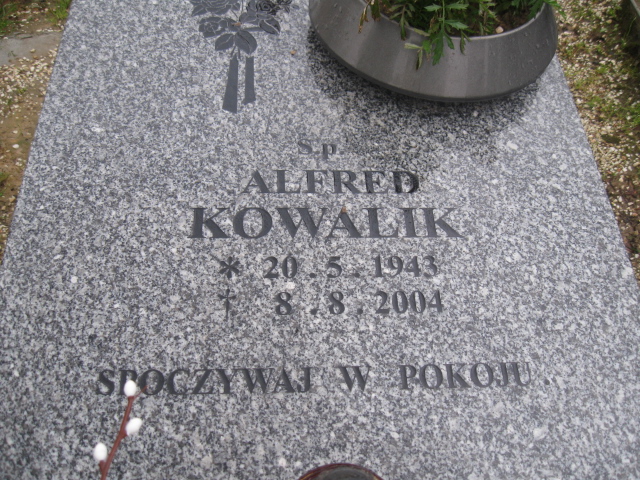 Ś.p.
ALFRED
KOWALIK
* 20.5.1943
† 8.8.2004
SPOCZYWAJ W POKOJU.